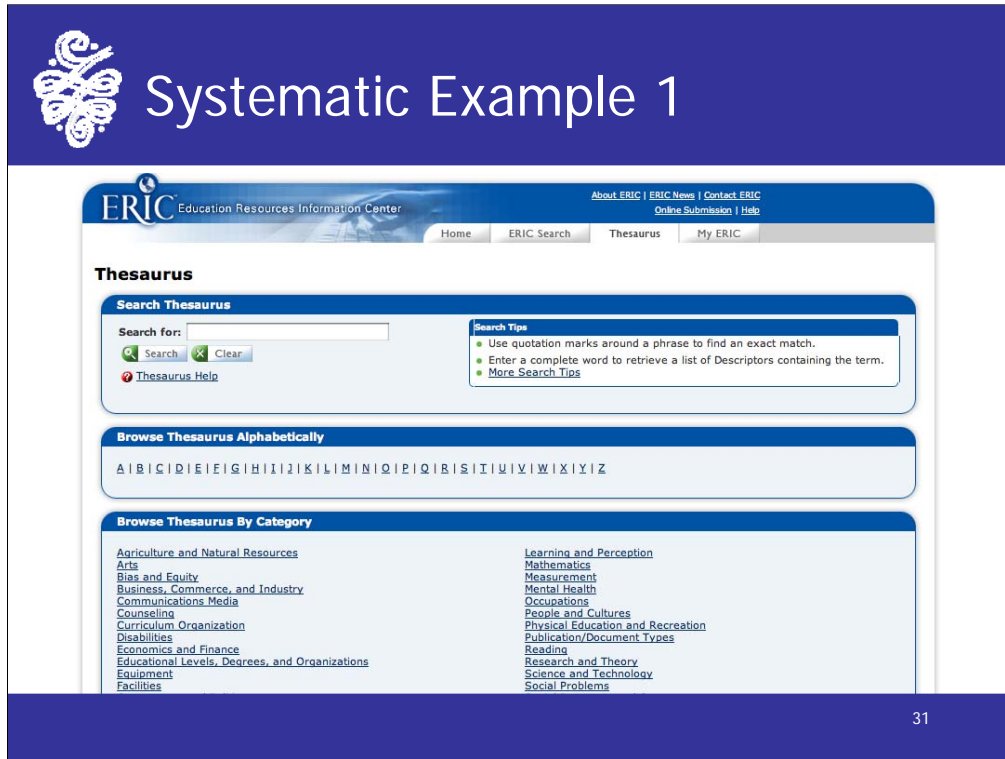 Systematic Example 1
ERIC Education Resources Information Center
About ERIC | ERIC News | Contact ERIC
Online Submission | Help
Home ERIC Search Thesaurus My ERIC
Thesaurus
Search Thesaurus
Search for:
Search Clear
Thesaurus Help
Search Tips
Use quotation marks around a phrase to find an exact match.
Enter a complete word to retrieve a list of Descriptors containing the term.
More Search Tips
Browse Thesaurus Alphabetically
A | B | C | D | E | F | G | H | I | J | K | L | M | N | O | P | Q | R | S | T | U | V | W | X | Y | Z
Browse Thesaurus By Category
Agriculture and Natural Resources
Arts
Bias and Equity
Business, Commerce, and Industry
Communications Media
Counseling
Curriculum Organization
Disabilities
Economics and Finance
Educational Levels, Degrees, and Organizations
Equipment
Facilities
Learning and Perception
Mathematics
Measurement
Mental Health
Occupations
People and Cultures
Physical Education and Recreation
Publication/Document Types
Reading
Research and Theory
Science and Technology
Social Problems
31